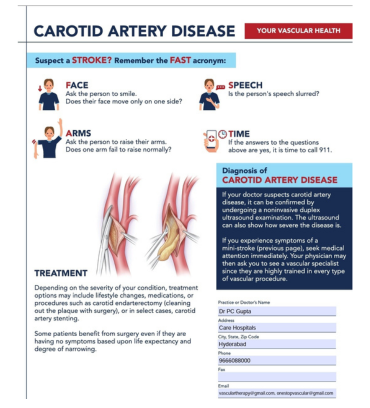 CAROTID ARTERY DISEASE
YOUR VASCULAR HEALTH
Suspect a STROKE? Remember the FAST acronym:
FACE
Ask the person to smile.
Does their face move only on one side?
SPEECH
Is the person's speech slurred?
ARMS
Ask the person to raise their arms.
Does one arm fail to raise normally?
TIME
If the answers to the questions
above are yes, it is time to call 911.
Diagnosis of
CAROTID ARTERY DISEASE
If your doctor suspects carotid artery
disease, it can be confirmed by
undergoing a noninvasive duplex
ultrasound examination. The ultrasound
can also show how severe the disease is.
If you experience symptoms of a
mini-stroke (previous page), seek medical
attention immediately. Your physician may
then ask you to see a vascular specialist
since they are highly trained in every type
of vascular procedure.
TREATMENT
Depending on the severity of your condition, treatment
options may include lifestyle changes, medications, or
procedures such as carotid endarterectomy (cleaning
out the plaque with surgery), or in select cases, carotid
artery stenting.
Some patients benefit from surgery even if they are
having no symptoms based upon life expectancy and
degree of narrowing.
Practice or Doctor's Name
Dr PC Gupta
Address
Care Hospitals
City, State, Zip Code
Hyderabad
Phone
9666088000
Fax
Email